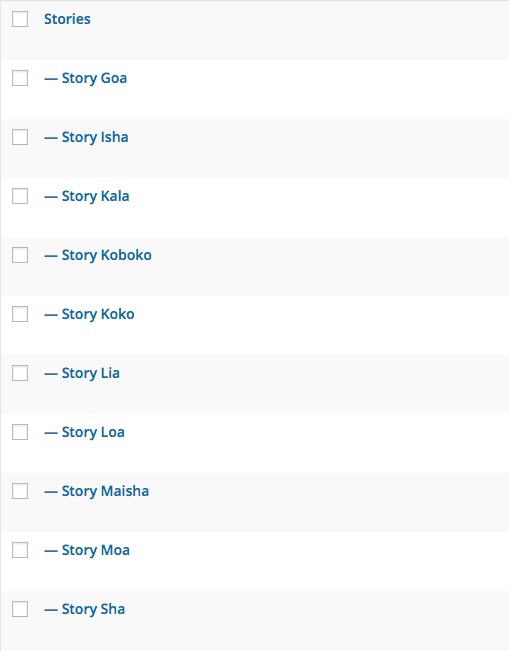 Stories
— Story Goa
— Story Isha
— Story Kala
— Story Koboko
— Story Koko
— Story Lia
— Story Loa
— Story Maisha
— Story Moa
— Story Sha